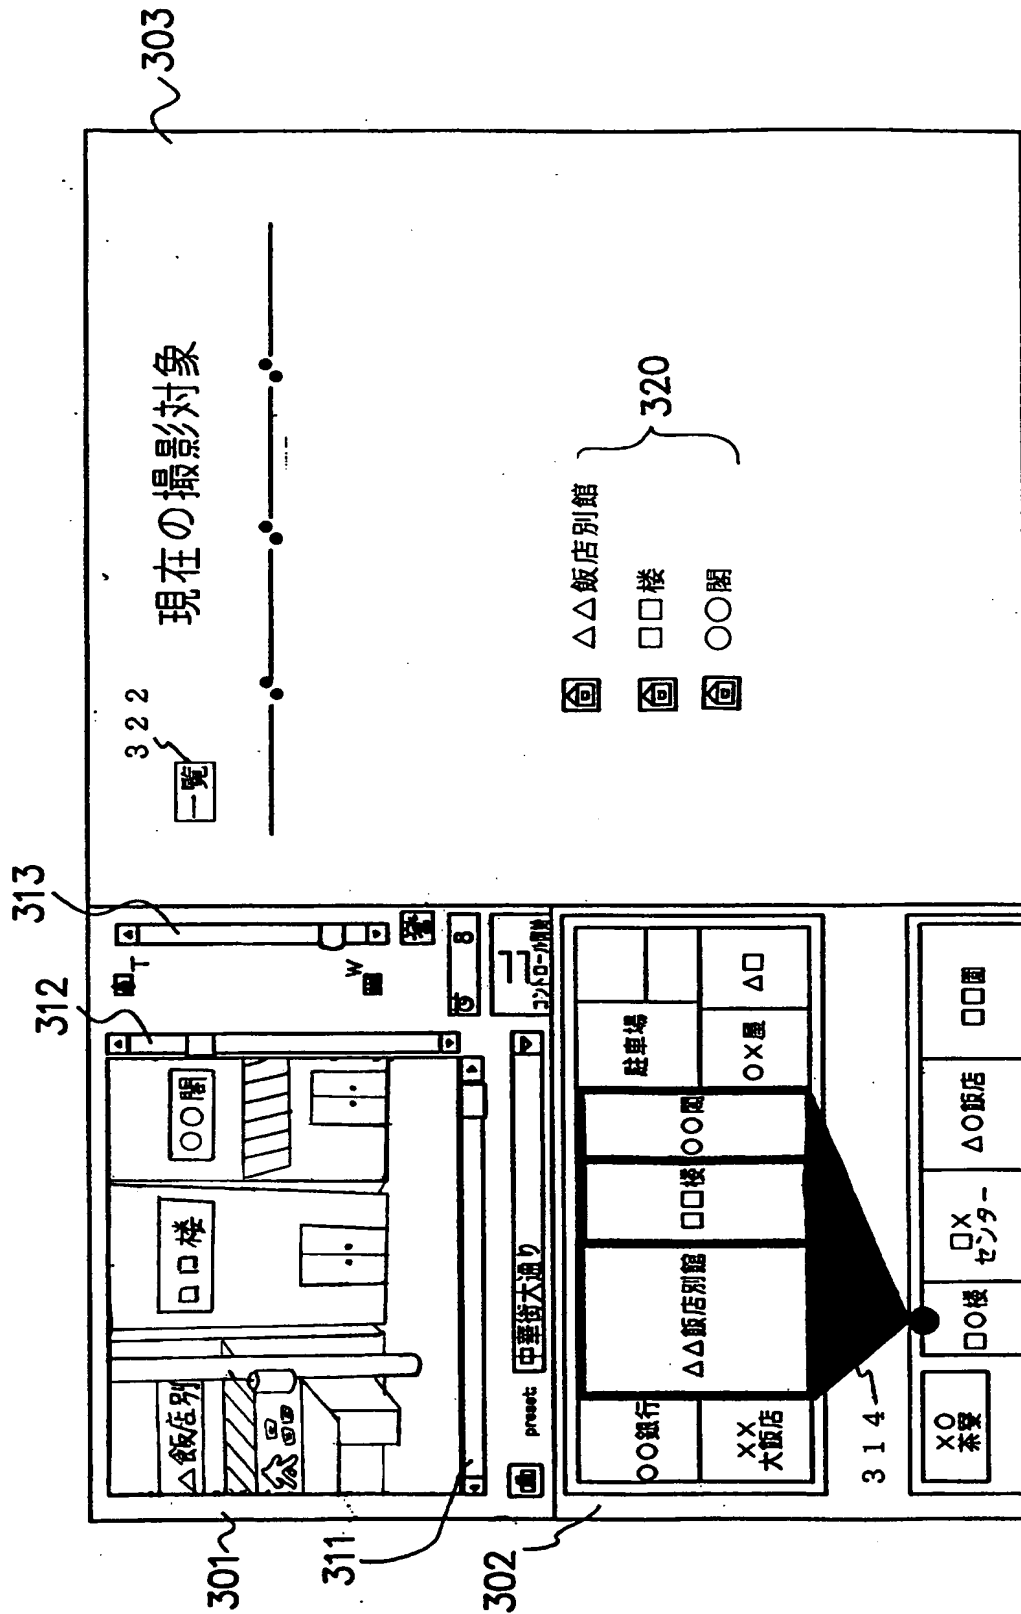 303
313
312
301
311
302
322
一覧
現在の撮影対象
△△飯店別館
□□楼
○○閣
320
△飯店別
□□楼
○○閣
T
W
8
コントロール開始
preset
中華街大通り
○○銀行
××
大飯店
△△飯店別館
□□楼
○○閣
駐車場
○×屋
△□
314
×○
茶寮
□○楼
□×
センター
△○飯店
□□園